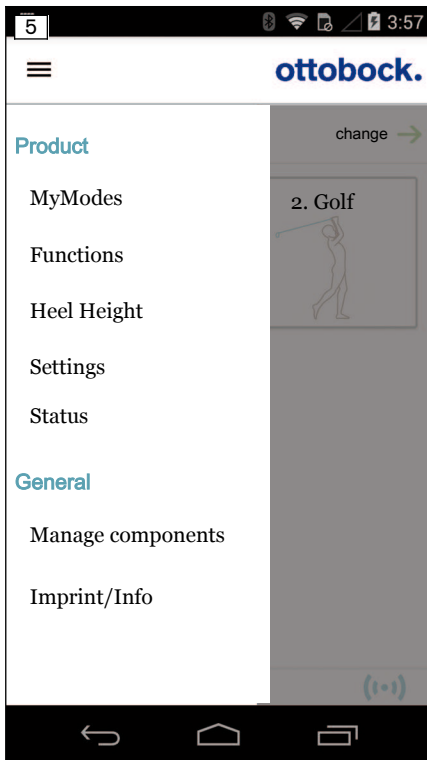 5
3:57
ottobock.
change
Product
MyModes
2. Golf
Functions
Heel Height
Settings
Status
General
Manage components
Imprint/Info